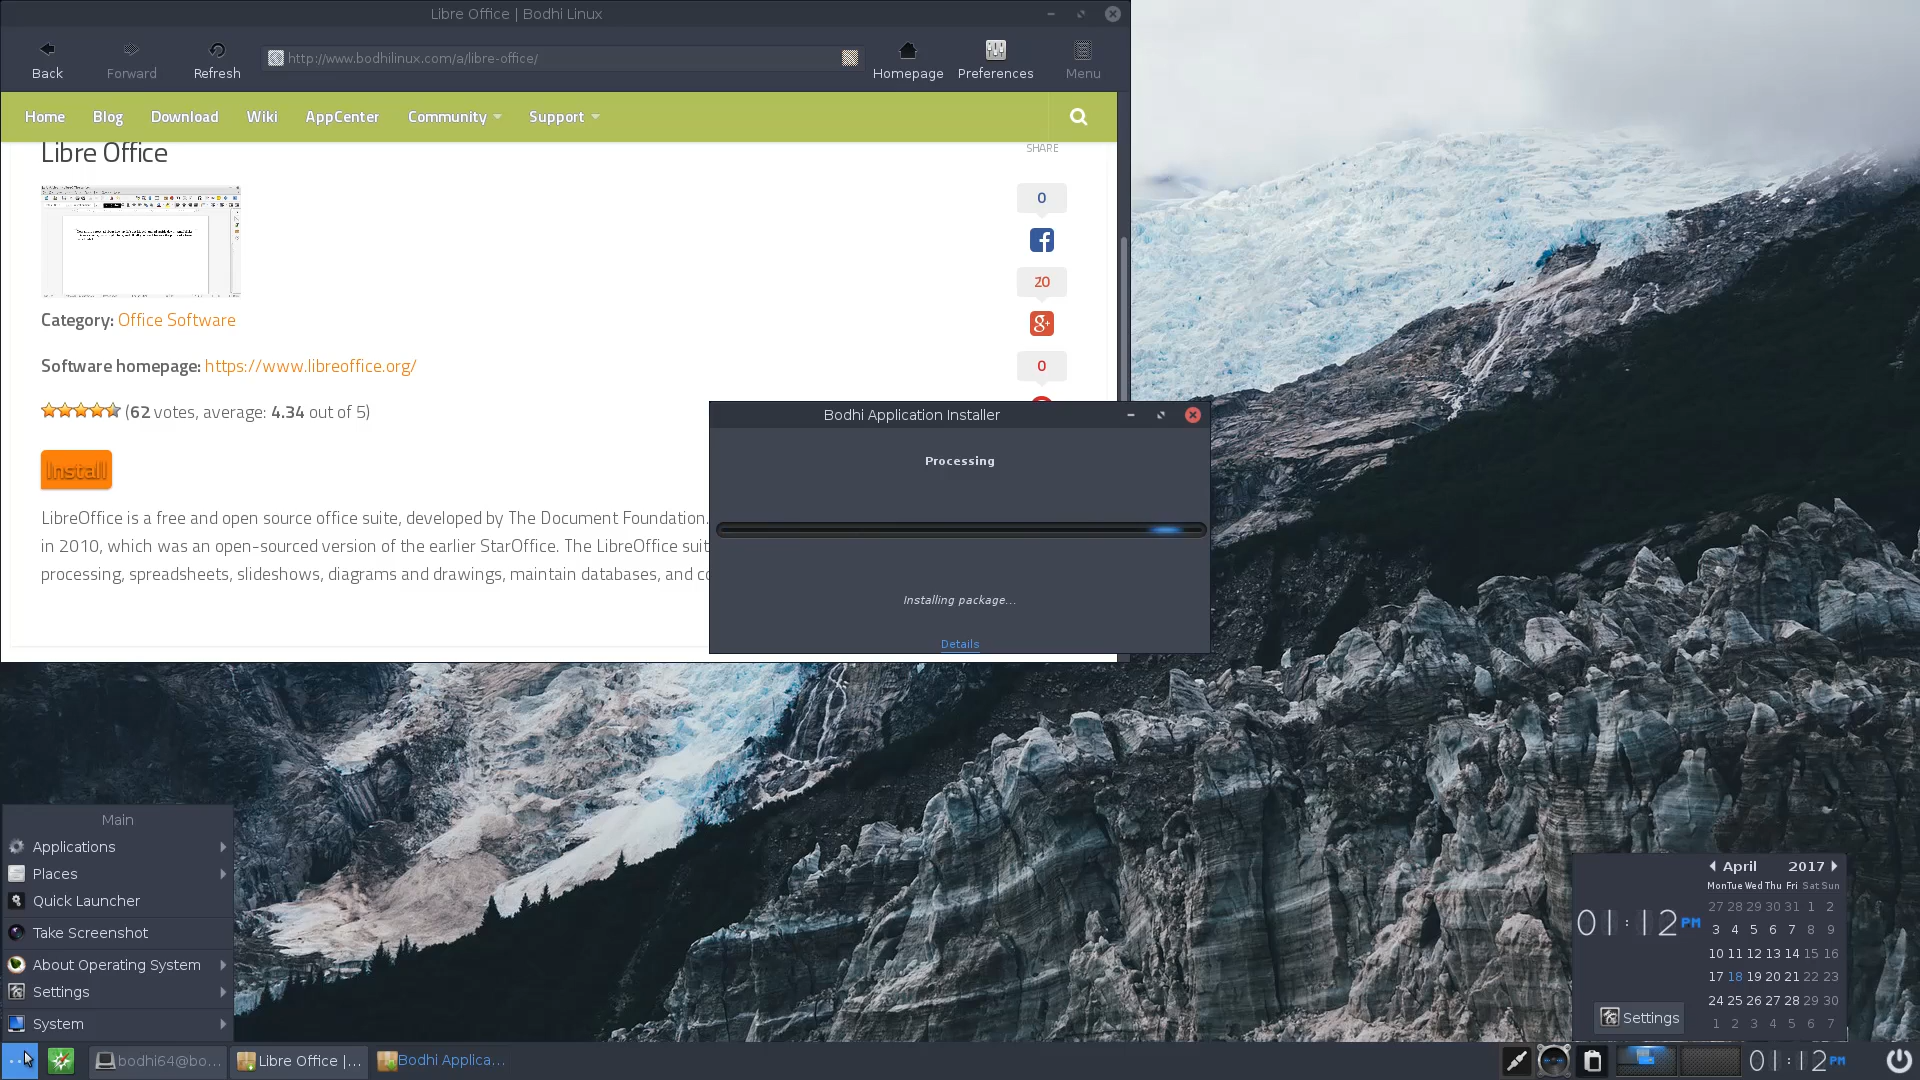 Libre Office | Bodhi Linux
Back
Forward
Refresh
http://www.bodhilinux.com/a/libre-office/
Homepage
Preferences
Menu
Home Blog Download Wiki AppCenter Community Support
Libre Office
SHARE
0
20
g+
0
Category: Office Software
Software homepage: https://www.libreoffice.org/
(62 votes, average: 4.34 out of 5)
Install
LibreOffice is a free and open source office suite, developed by The Document Foundation.
in 2010, which was an open-sourced version of the earlier StarOffice. The LibreOffice suit
processing, spreadsheets, slideshows, diagrams and drawings, maintain databases, and co
Bodhi Application Installer
Processing
Installing package...
Details
Main
Applications
Places
Quick Launcher
Take Screenshot
About Operating System
Settings
System
01:12 PM
April 2017
Mon Tue Wed Thu Fri Sat Sun
27 28 29 30 31 1 2
3 4 5 6 7 8 9
10 11 12 13 14 15 16
17 18 19 20 21 22 23
24 25 26 27 28 29 30
1 2 3 4 5 6 7
Settings
bodhi64@bo...
Libre Office |...
Bodhi Applica...
01:12 PM